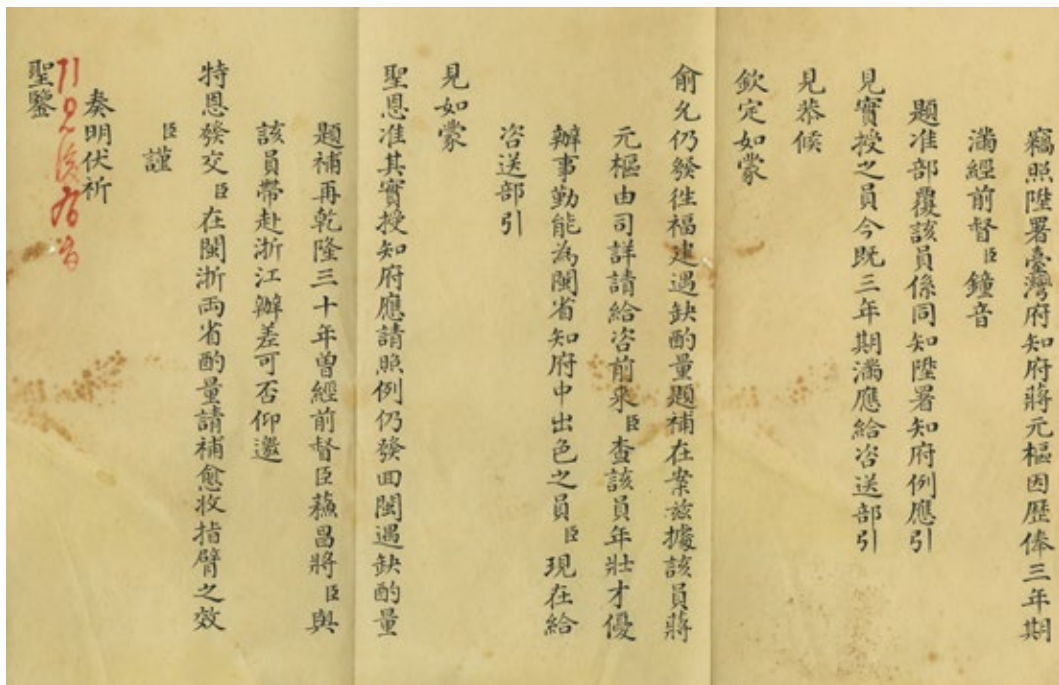 竊照陞署臺灣府知府蔣元樞因歷俸三年期
滿經前督臣鐘音
題准部覆該員係同知陞署知府例應引
見實授之員今既三年期滿應給咨送部引
見恭候
欽定如蒙
俞允仍發往福建遇缺酌量題補在案茲據該員蔣
元樞由司詳請給咨前來臣查該員年壯才優
辦事勤能為閩省知府中出色之員臣現在給
咨送部引
見如蒙
聖恩准其實授知府應請照例仍發回閩遇缺酌量
題補再乾隆三十年曾經前督臣蘇昌將臣與
該員帶赴浙江辦差可否仰邀
特恩發交臣在閩浙兩省酌量請補愈收指臂之效
臣謹
奏明伏祈
聖鑒